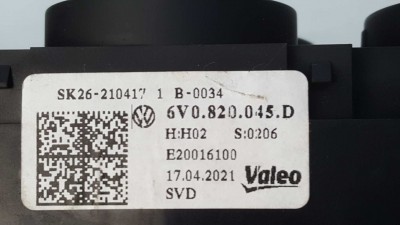 SK26-210417 1 B-0034
6V0.820.045.D
H:H02 S:0206
E20016100
17.04.2021 Valeo
SVD